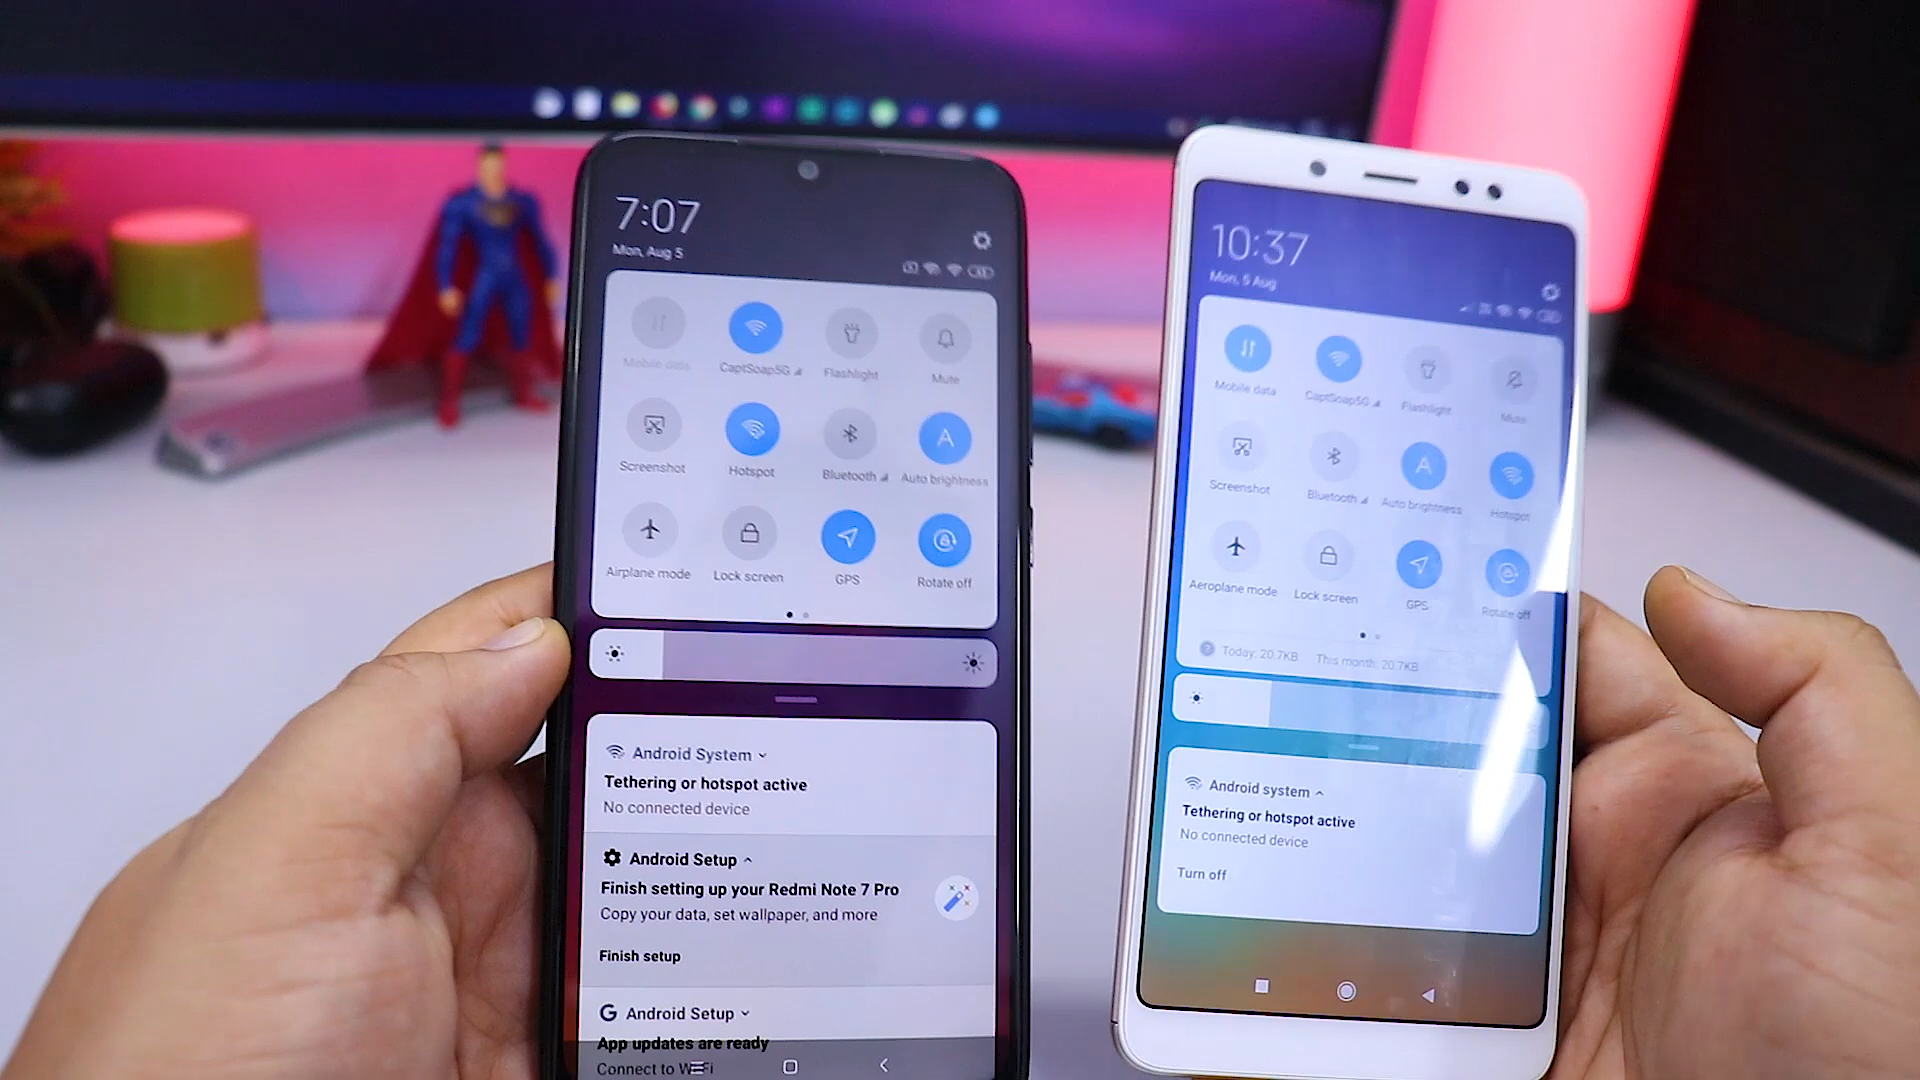 7:07
Mon, Aug 5
Mobile data
CaptSoap5G
Flashlight
Mute
Screenshot
Hotspot
Bluetooth
Auto brightness
Airplane mode
Lock screen
GPS
Rotate off
Android System
Tethering or hotspot active
No connected device
Android Setup
Finish setting up your Redmi Note 7 Pro
Copy your data, set wallpaper, and more
Finish setup
Android Setup
App updates are ready
Connect to WiFi
10:37
Mon, 5 Aug
Mobile data
CaptSoap5G
Flashlight
Mute
Screenshot
Bluetooth
Auto brightness
Hotspot
Aeroplane mode
Lock screen
GPS
Rotate off
Today: 20.7KB This month: 20.7KB
Android system
Tethering or hotspot active
No connected device
Turn off